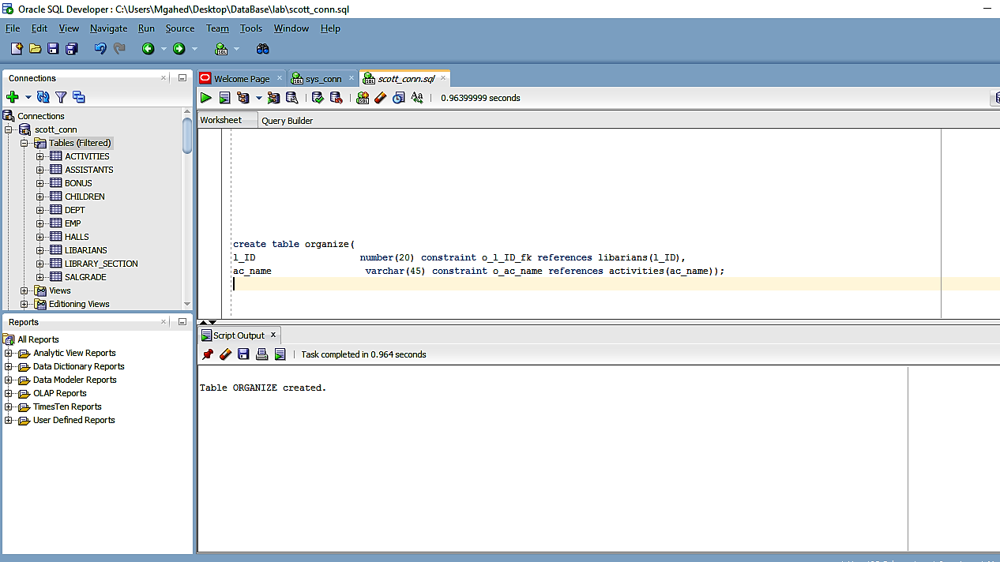 Oracle SQL Developer : C:\Users\Mgahed\Desktop\DataBase\lab\scott_conn.sql
File Edit View Navigate Run Source Team Tools Window Help
Connections
Connections
scott_conn
Tables (Filtered)
ACTIVITIES
ASSISTANTS
BONUS
CHILDREN
DEPT
EMP
HALLS
LIBARIANS
LIBRARY_SECTION
SALGRADE
Views
Editioning Views
Reports
All Reports
Analytic View Reports
Data Dictionary Reports
Data Modeler Reports
OLAP Reports
TimesTen Reports
User Defined Reports
Welcome Page sys_conn scott_conn.sql
0.96399999 seconds
Worksheet Query Builder
create table organize(
l_ID number(20) constraint o_l_ID_fk references libarians(l_ID),
ac_name varchar(45) constraint o_ac_name references activities(ac_name));
Script Output x
Task completed in 0.964 seconds
Table ORGANIZE created.